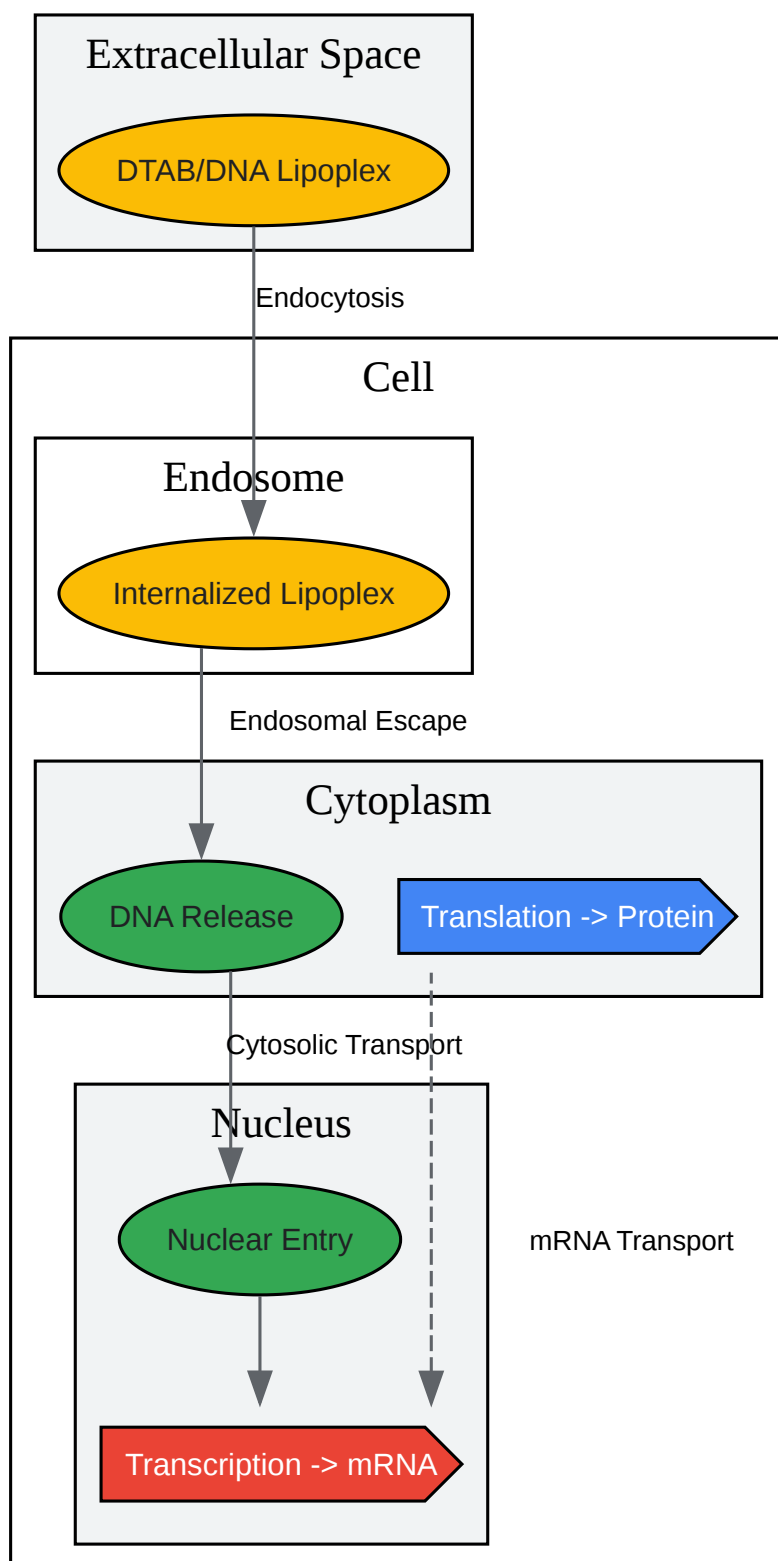 Extracellular Space
DTAB/DNA Lipoplex
Endocytosis
Cell
Endosome
Internalized Lipoplex
Endosomal Escape
Cytoplasm
DNA Release
Translation -> Protein
Cytosolic Transport
Nucleus
Nuclear Entry
mRNA Transport
Transcription -> mRNA